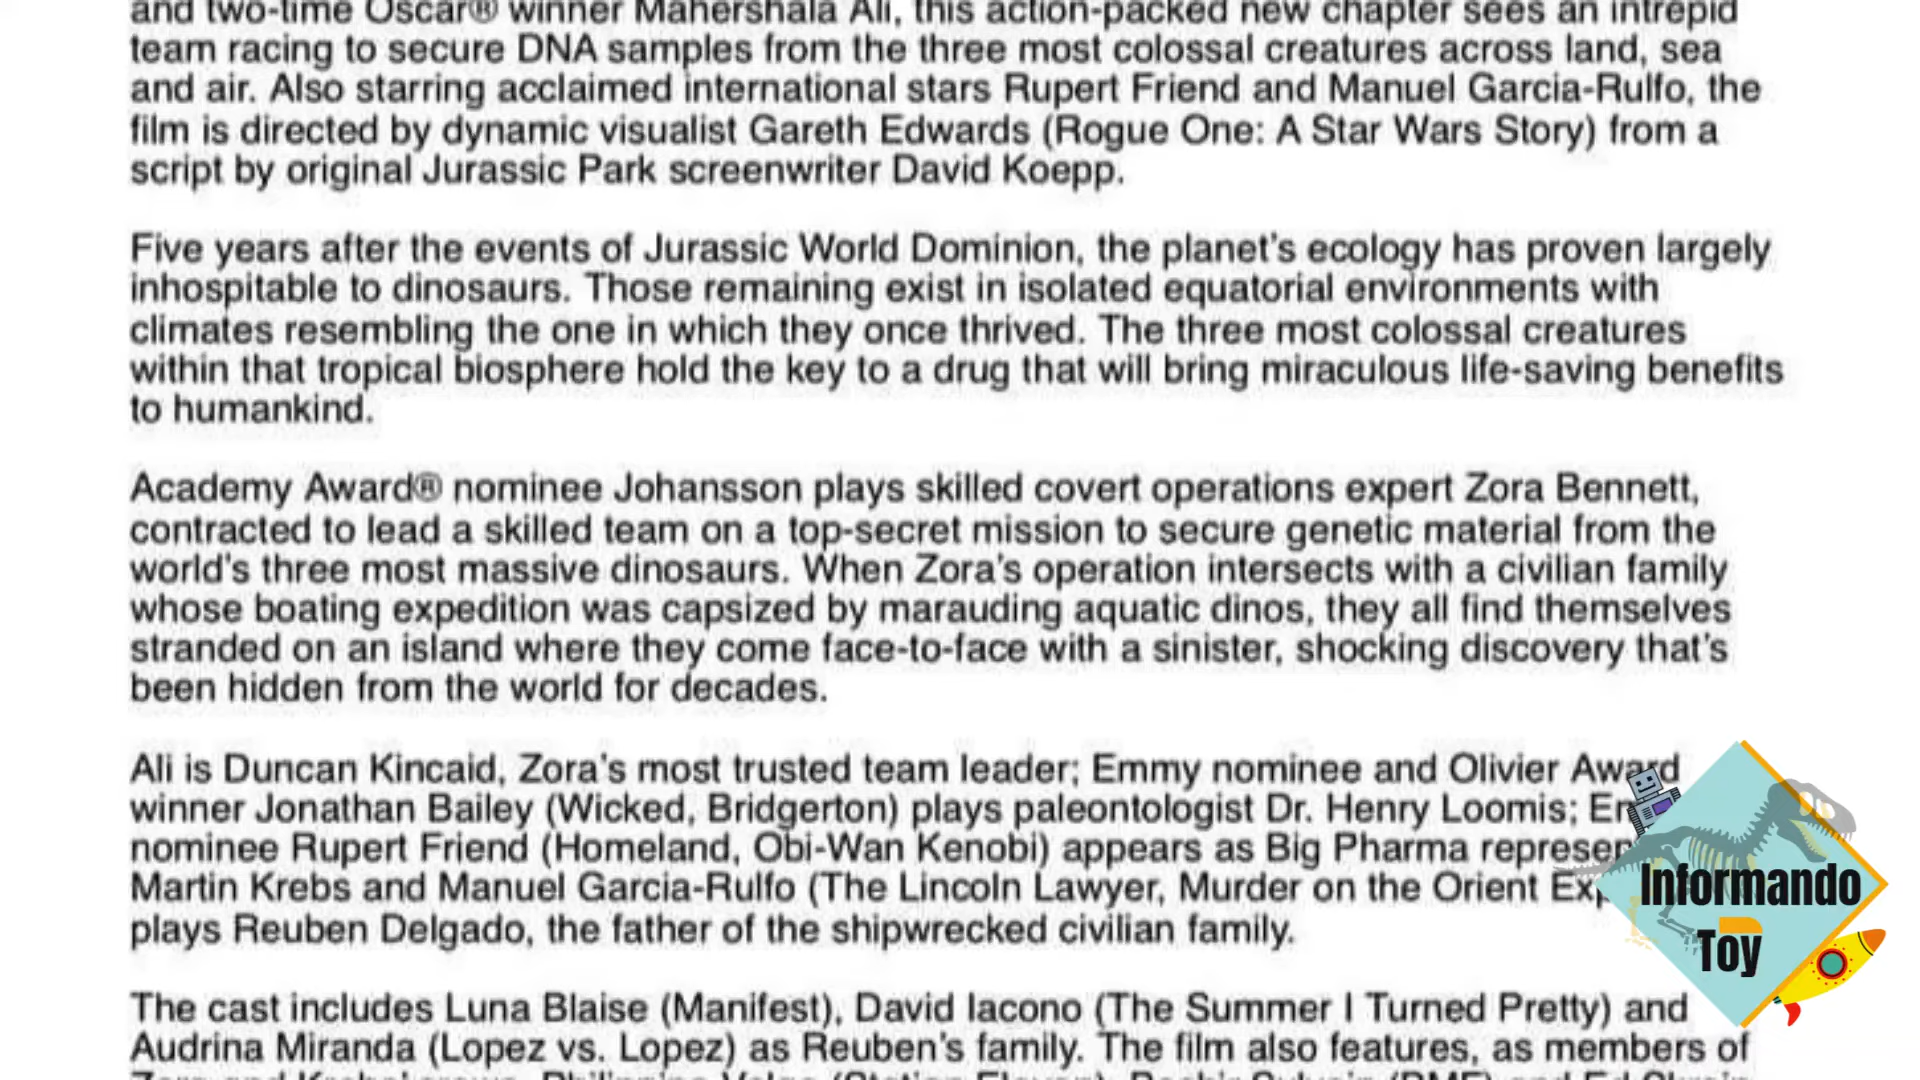 and two-time Oscar® winner Mahershala Ali, this action-packed new chapter sees an intrepid
team racing to secure DNA samples from the three most colossal creatures across land, sea
and air. Also starring acclaimed international stars Rupert Friend and Manuel Garcia-Rulfo, the
film is directed by dynamic visualist Gareth Edwards (Rogue One: A Star Wars Story) from a
script by original Jurassic Park screenwriter David Koepp.
Five years after the events of Jurassic World Dominion, the planet’s ecology has proven largely
inhospitable to dinosaurs. Those remaining exist in isolated equatorial environments with
climates resembling the one in which they once thrived. The three most colossal creatures
within that tropical biosphere hold the key to a drug that will bring miraculous life-saving benefits
to humankind.
Academy Award® nominee Johansson plays skilled covert operations expert Zora Bennett,
contracted to lead a skilled team on a top-secret mission to secure genetic material from the
world’s three most massive dinosaurs. When Zora’s operation intersects with a civilian family
whose boating expedition was capsized by marauding aquatic dinos, they all find themselves
stranded on an island where they come face-to-face with a sinister, shocking discovery that’s
been hidden from the world for decades.
Ali is Duncan Kincaid, Zora’s most trusted team leader; Emmy nominee and Olivier Award
winner Jonathan Bailey (Wicked, Bridgerton) plays paleontologist Dr. Henry Loomis;
nominee Rupert Friend (Homeland, Obi-Wan Kenobi) appears as Big Pharma
Martin Krebs and Manuel Garcia-Rulfo (The Lincoln Lawyer, Murder on the Orient
plays Reuben Delgado, the father of the shipwrecked civilian family.
The cast includes Luna Blaise (Manifest), David Iacono (The Summer I Turned Pretty) and
Audrina Miranda (Lopez vs. Lopez) as Reuben’s family. The film also features, as members of
Informando
Toy